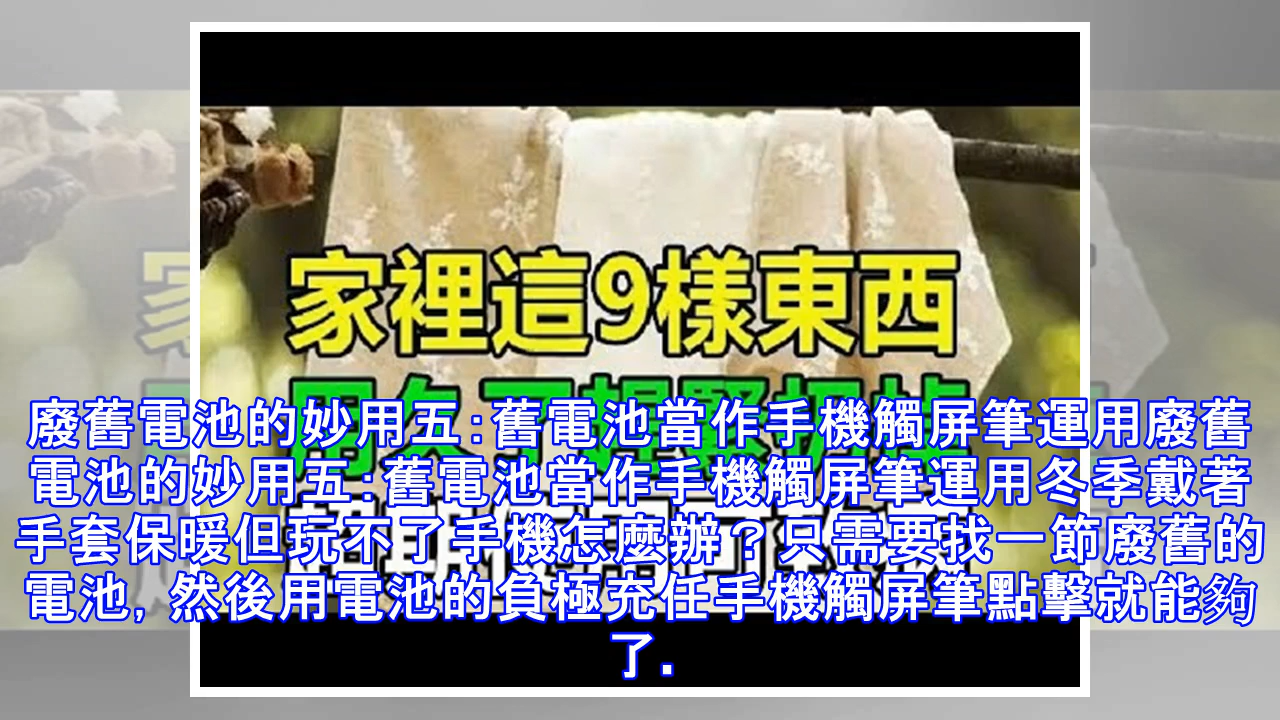 家裡這9樣東西
廢舊電池的妙用五:舊電池當作手機觸屏筆運用廢舊
電池的妙用五:舊電池當作手機觸屏筆運用冬季戴著
手套保暖但玩不了手機怎麼辦?只需要找一節廢舊的
電池,然後用電池的負極充任手機觸屏筆點擊就能夠
了.